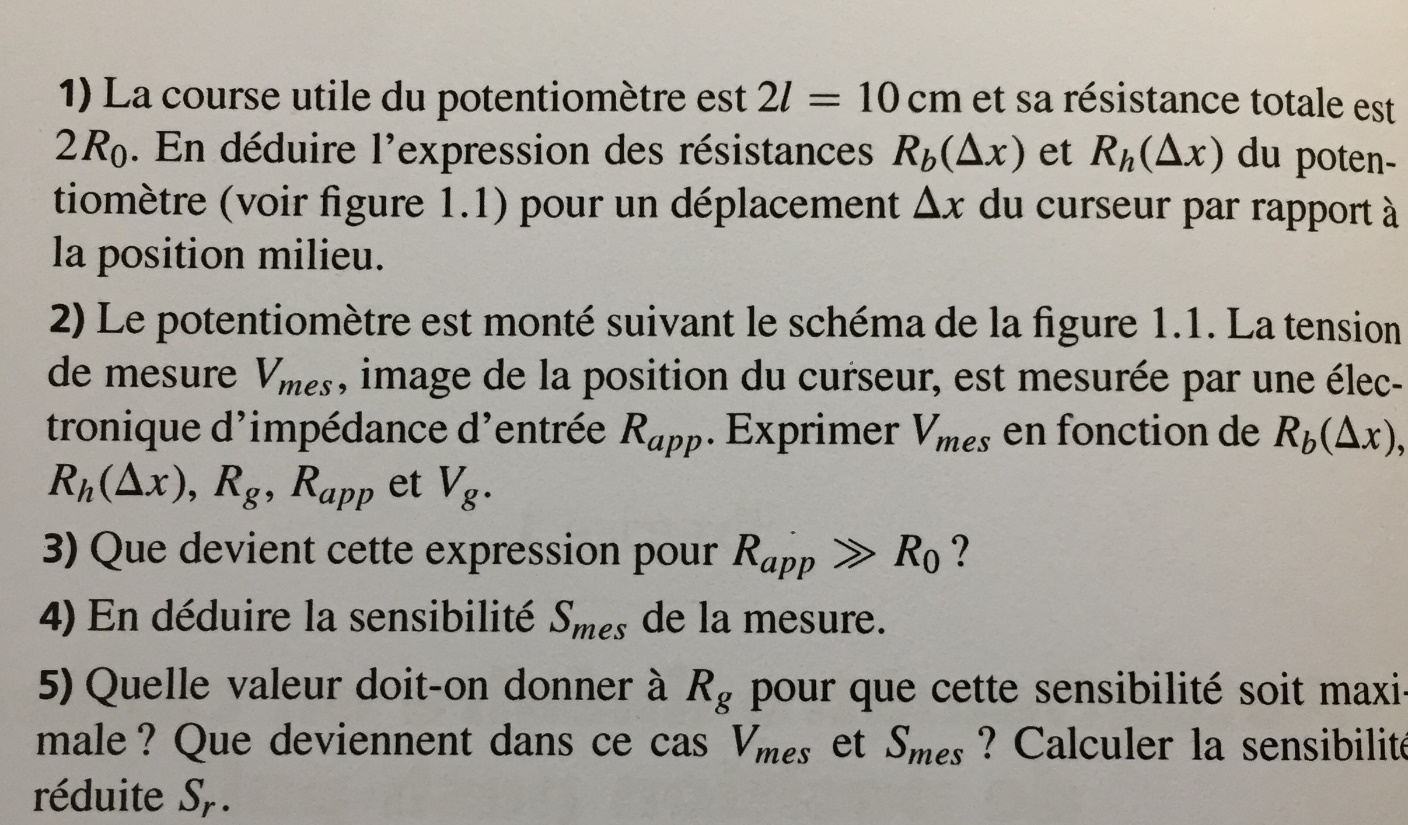 1) La course utile du potentiomètre est 2l = 10 cm et sa résistance totale est
2R₀. En déduire l’expression des résistances R_b(Δx) et R_h(Δx) du poten-
tiomètre (voir figure 1.1) pour un déplacement Δx du curseur par rapport à
la position milieu.
2) Le potentiomètre est monté suivant le schéma de la figure 1.1. La tension
de mesure V_mes, image de la position du curseur, est mesurée par une élec-
tronique d’impédance d’entrée R_app. Exprimer V_mes en fonction de R_b(Δx),
R_h(Δx), R_g, R_app et V_g.
3) Que devient cette expression pour R_app ≫ R₀ ?
4) En déduire la sensibilité S_mes de la mesure.
5) Quelle valeur doit-on donner à R_g pour que cette sensibilité soit maxi-
male ? Que deviennent dans ce cas V_mes et S_mes ? Calculer la sensibilité
réduite S_r.